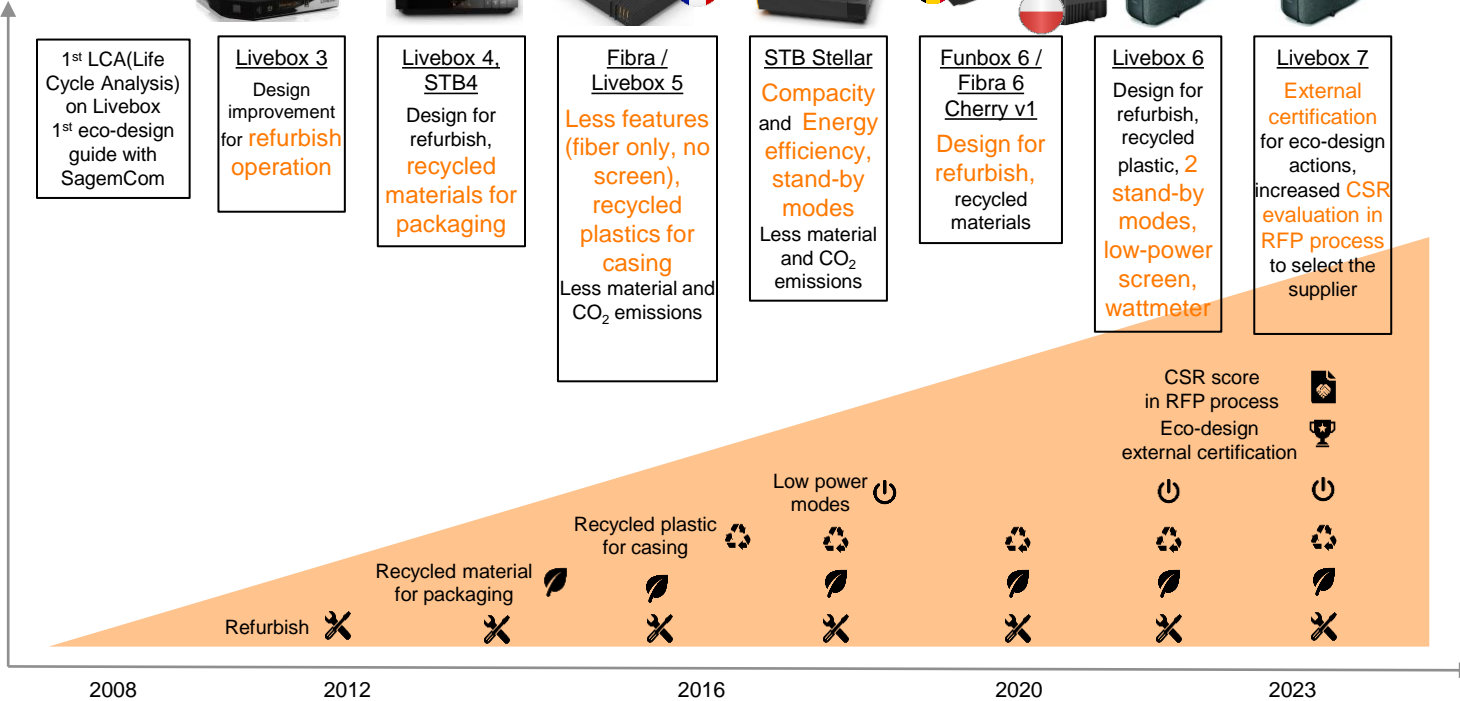 1st LCA(Life
Cycle Analysis)
on Livebox
1st eco-design
guide with
SagemCom
Livebox 3
Design
improvement
for refurbish
operation
Livebox 4,
STB4
Design for
refurbish,
recycled
materials for
packaging
Fibra /
Livebox 5
Less features
(fiber only, no
screen),
recycled
plastics for
casing
Less material and
CO2 emissions
STB Stellar
Compacity
and Energy
efficiency,
stand-by
modes
Less material
and CO2
emissions
Funbox 6 /
Fibra 6
Cherry v1
Design for
refurbish,
recycled
materials
Livebox 6
Design for
refurbish,
recycled
plastic, 2
stand-by
modes,
low-power
screen,
wattmeter
Livebox 7
External
certification
for eco-design
actions,
increased CSR
evaluation in
RFP process
to select the
supplier
CSR score
in RFP process
Eco-design
external certification
Low power
modes
Recycled plastic
for casing
Recycled material
for packaging
Refurbish
2008
2012
2016
2020
2023